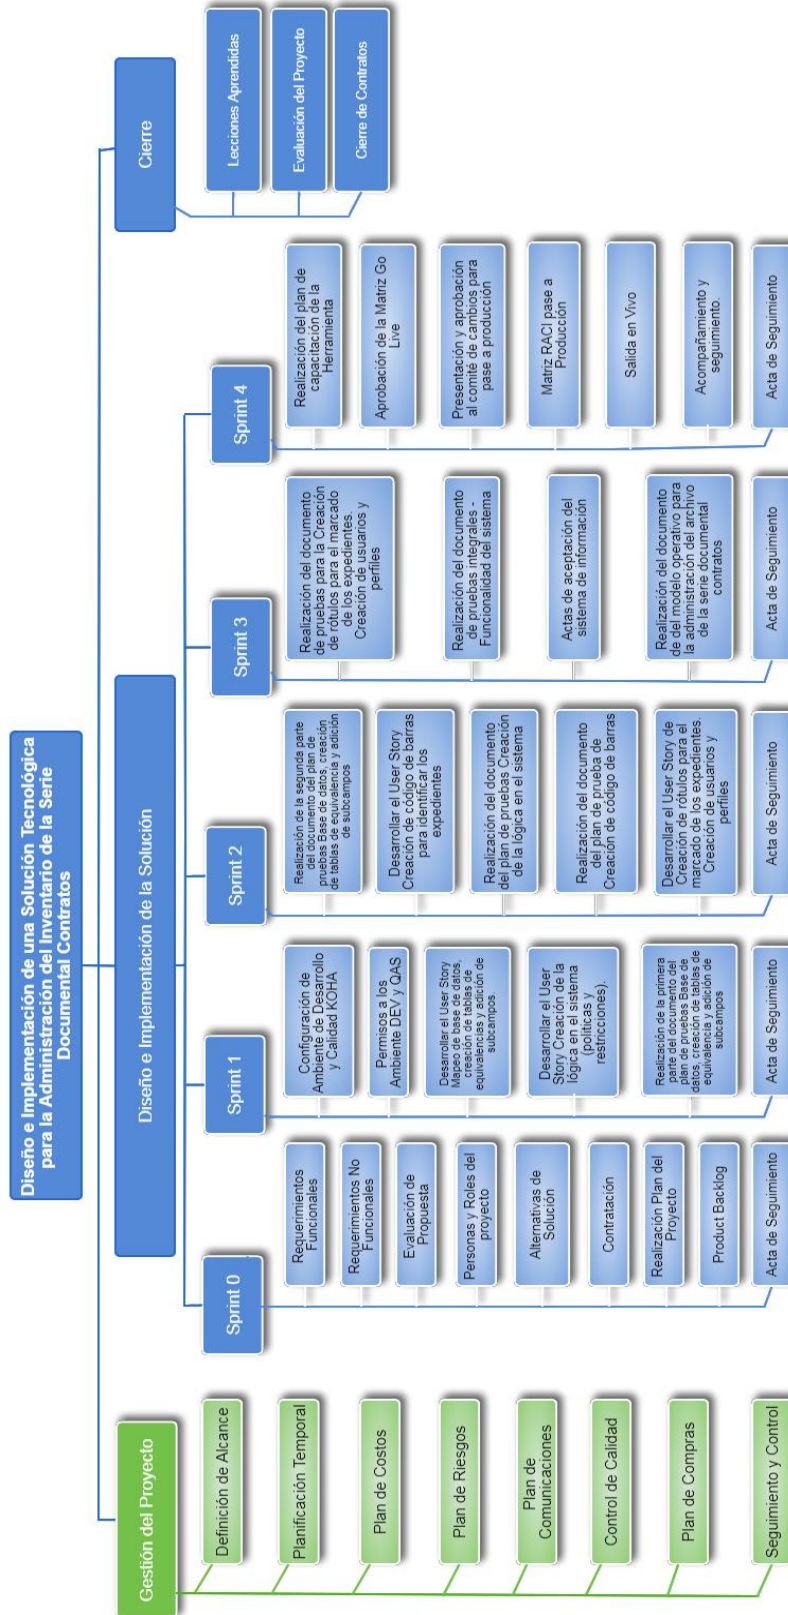 Diseño e Implementación de una Solución Tecnológica
para la Administración del Inventario de la Serie
Documental Contratos
Gestión del Proyecto
Definición de Alcance
Planificación Temporal
Plan de Costos
Plan de Riesgos
Plan de
Comunicaciones
Control de Calidad
Plan de Compras
Seguimiento y Control
Diseño e Implementación de la Solución
Sprint 0
Requerimientos
Funcionales
Requerimientos No
Funcionales
Evaluación de
Propuesta
Personas y Roles del
proyecto
Alternativas de
Solución
Contratación
Realización Plan del
Proyecto
Product Backlog
Acta de Seguimiento
Sprint 1
Configuración de
Ambiente de Desarrollo
y Calidad KOHA
Permisos a los
Ambiente DEV y QAS
Desarrollar el User Story
Mapeo de base de datos,
creación de tablas de
equivalencias y adición de
subcampos.
Desarrollar el User
Story Creación de la
lógica en el sistema
(políticas y
restricciones).
Realización de la primera
parte del documento del
plan de pruebas Base de
datos, creación de tablas de
equivalencia y adición de
subcampos
Acta de Seguimiento
Sprint 2
Realización de la segunda parte
del documento del plan de
pruebas Base de datos, creación
de tablas de equivalencia y adición
de subcampos
Desarrollar el User Story
Creación de código de barras
para identificar los
expedientes
Realización del documento
del plan de pruebas Creación
de la lógica en el sistema
Realización del documento
del plan de prueba de
Creación de código de barras
Desarrollar el User Story de
Creación de rótulos para el
marcado de los expedientes.
Creación de usuarios y
perfiles
Acta de Seguimiento
Sprint 3
Realización del documento
de pruebas para la Creación
de rótulos para el marcado
de los expedientes.
Creación de usuarios y
perfiles
Realización del documento
de pruebas integrales -
Funcionalidad del sistema
Actas de aceptación del
sistema de información
Realización del documento
de del modelo operativo para
la administración del archivo
de la serie documental
contratos
Acta de Seguimiento
Sprint 4
Realización del plan de
capacitación de la
Herramienta
Aprobación de la Matriz Go
Live
Presentación y aprobación
al comité de cambios para
pase a producción
Matriz RACI pase a
Producción
Salida en Vivo
Acompañamiento y
seguimiento.
Acta de Seguimiento
Cierre
Lecciones Aprendidas
Evaluación del Proyecto
Cierre de Contratos